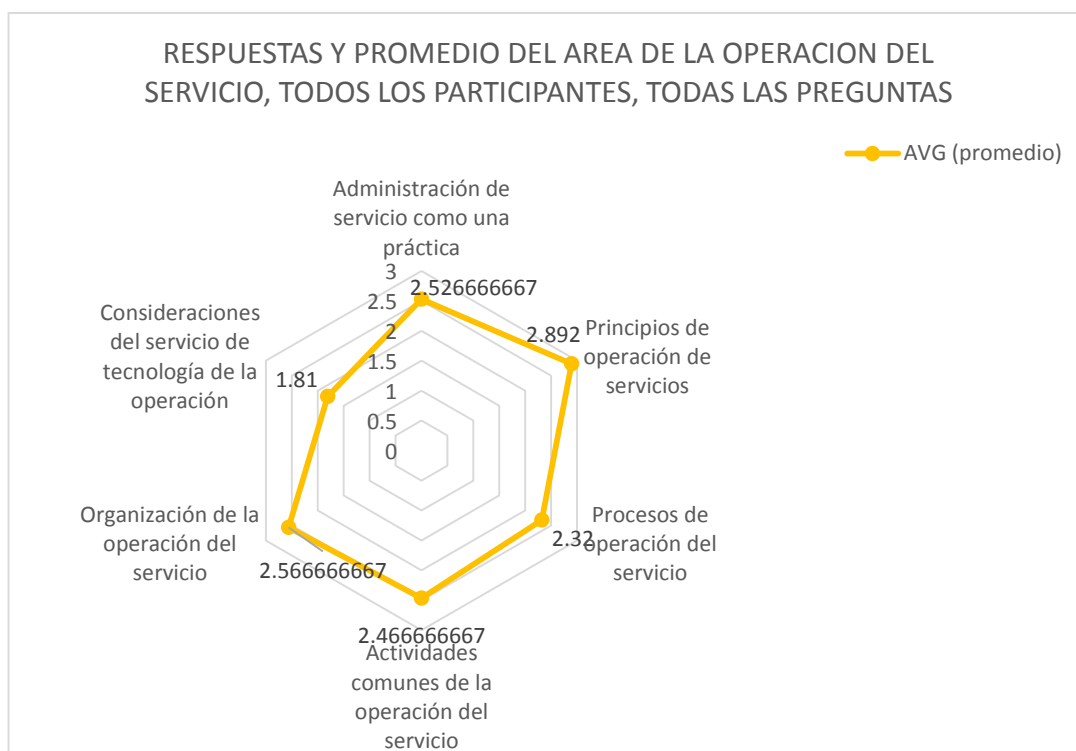 RESPUESTAS Y PROMEDIO DEL AREA DE LA OPERACION DEL
SERVICIO, TODOS LOS PARTICIPANTES, TODAS LAS PREGUNTAS
AVG (promedio)
Administración de
servicio como una
práctica
3
2.526666667
2.5
2
1.5
1
0.5
0
2.892
Principios de
operación de
servicios
2.32
Procesos de
operación del
servicio
2.466666667
Actividades
comunes de la
operación del
servicio
2.566666667
Organización de la
operación del
servicio
1.81
Consideraciones
del servicio de
tecnología de la
operación